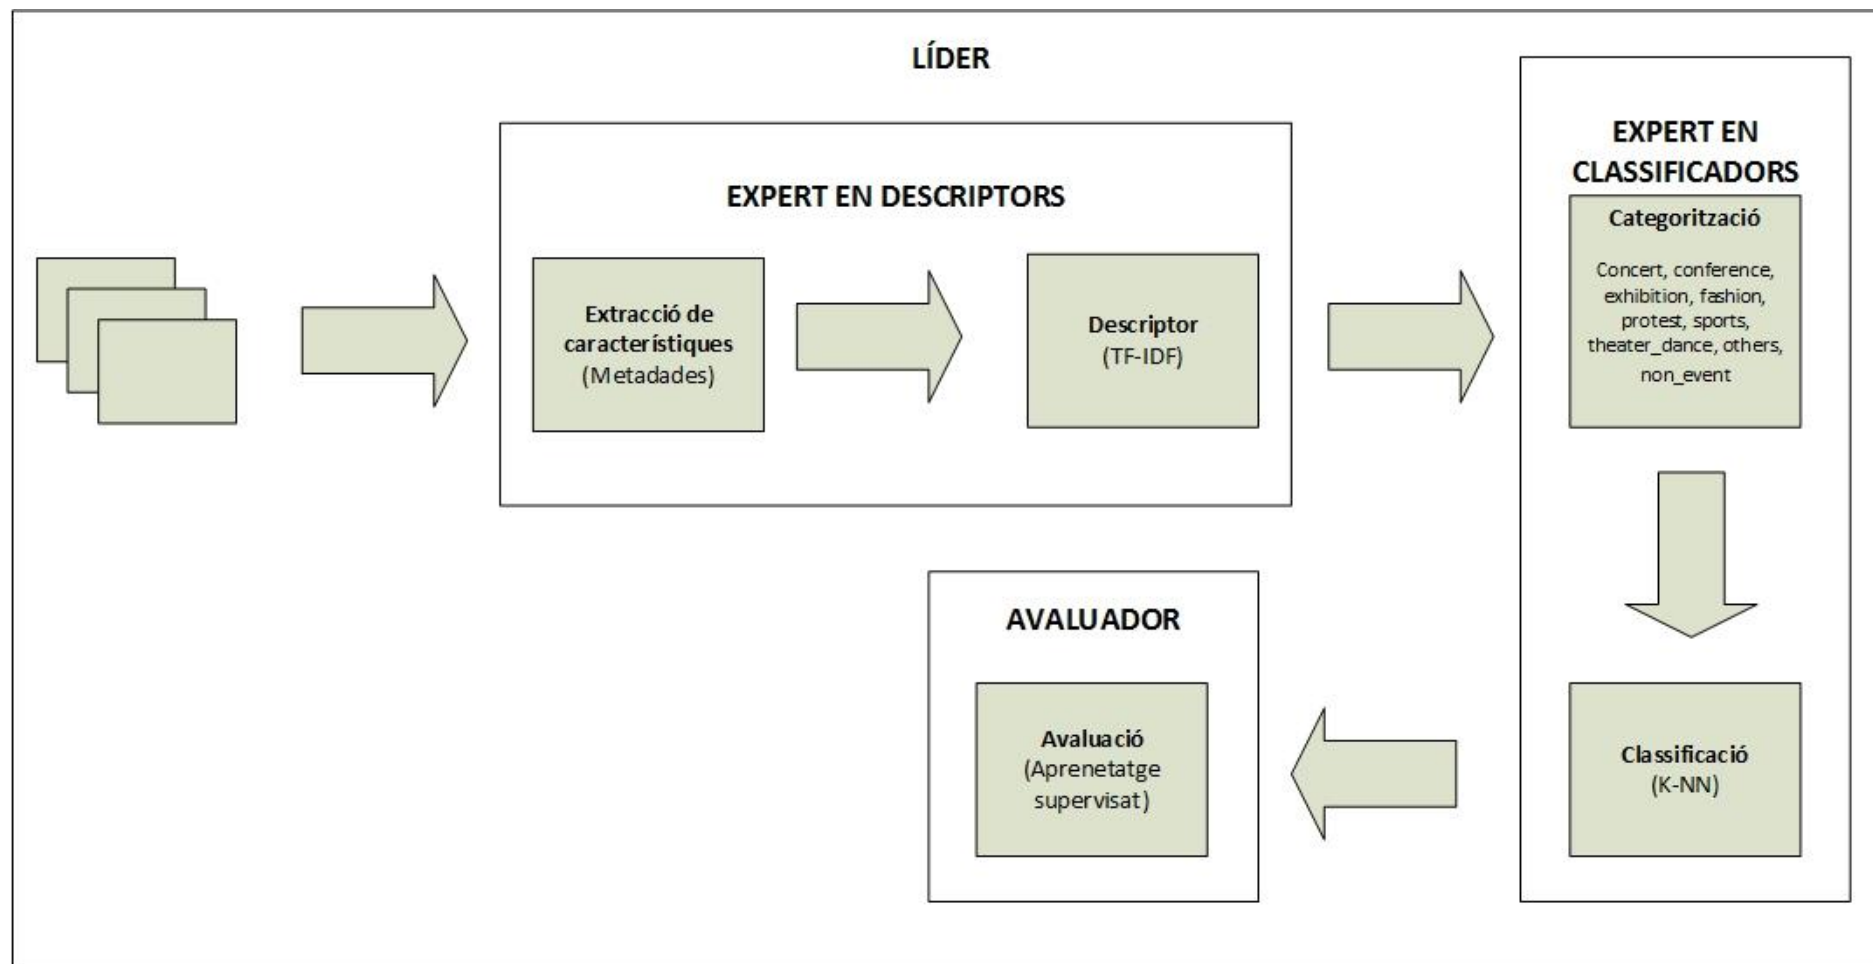 LÍDER
EXPERT EN DESCRIPTORS
Extracció de
característiques
(Metadades)
Descriptor
(TF-IDF)
EXPERT EN
CLASSIFICADORS
Categorització
Concert, conference,
exhibition, fashion,
protest, sports,
theater_dance, others,
non_event
Classificació
(K-NN)
AVALUADOR
Avaluació
(Aprenetatge
supervisat)